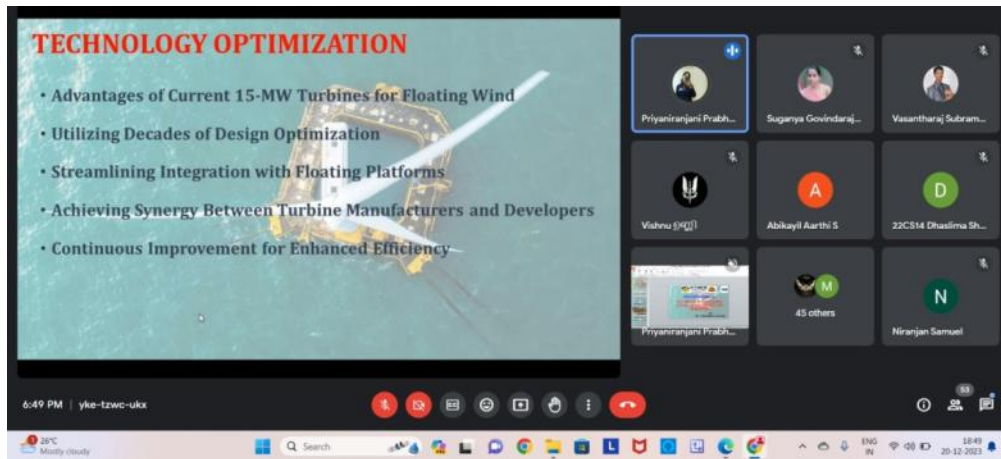 TECHNOLOGY OPTIMIZATION
• Advantages of Current 15-MW Turbines for Floating Wind
• Utilizing Decades of Design Optimization
• Streamlining Integration with Floating Platforms
• Achieving Synergy Between Turbine Manufacturers and Developers
• Continuous Improvement for Enhanced Efficiency
Priyaniranjani Prabh...
Suganya Govindaraj...
Vasantharaj Subram...
Vishnu
A
Abikayil Aarthi S
D
22CS14 Dhaslima Sh...
Priyaniranjani Prabh...
M
45 others
N
Niranjan Samuel
6:49 PM | yke-tzwc-ukx
53
26°C
Mostly cloudy
Search
ENG
IN
18:49
20-12-2023